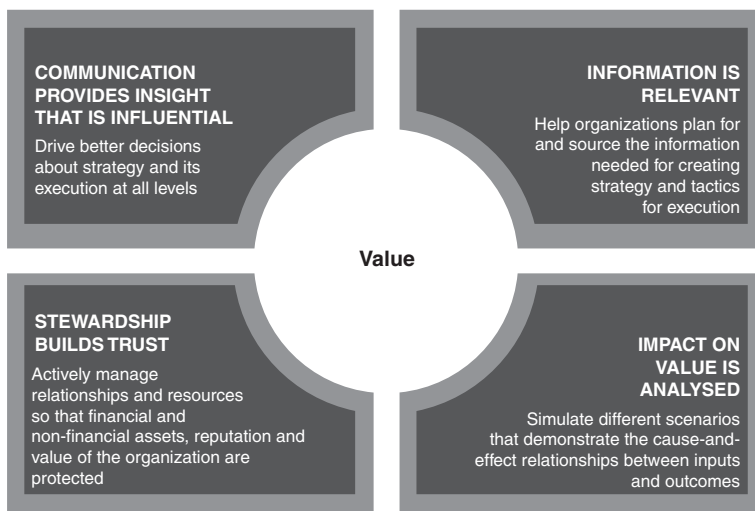 COMMUNICATION
PROVIDES INSIGHT
THAT IS INFLUENTIAL
Drive better decisions
about strategy and its
execution at all levels
INFORMATION IS
RELEVANT
Help organizations plan for
and source the information
needed for creating
strategy and tactics
for execution
Value
STEWARDSHIP
BUILDS TRUST
Actively manage
relationships and resources
so that financial and
non-financial assets, reputation and
value of the organization are
protected
IMPACT ON
VALUE IS
ANALYSED
Simulate different scenarios
that demonstrate the cause-and-
effect relationships between inputs
and outcomes